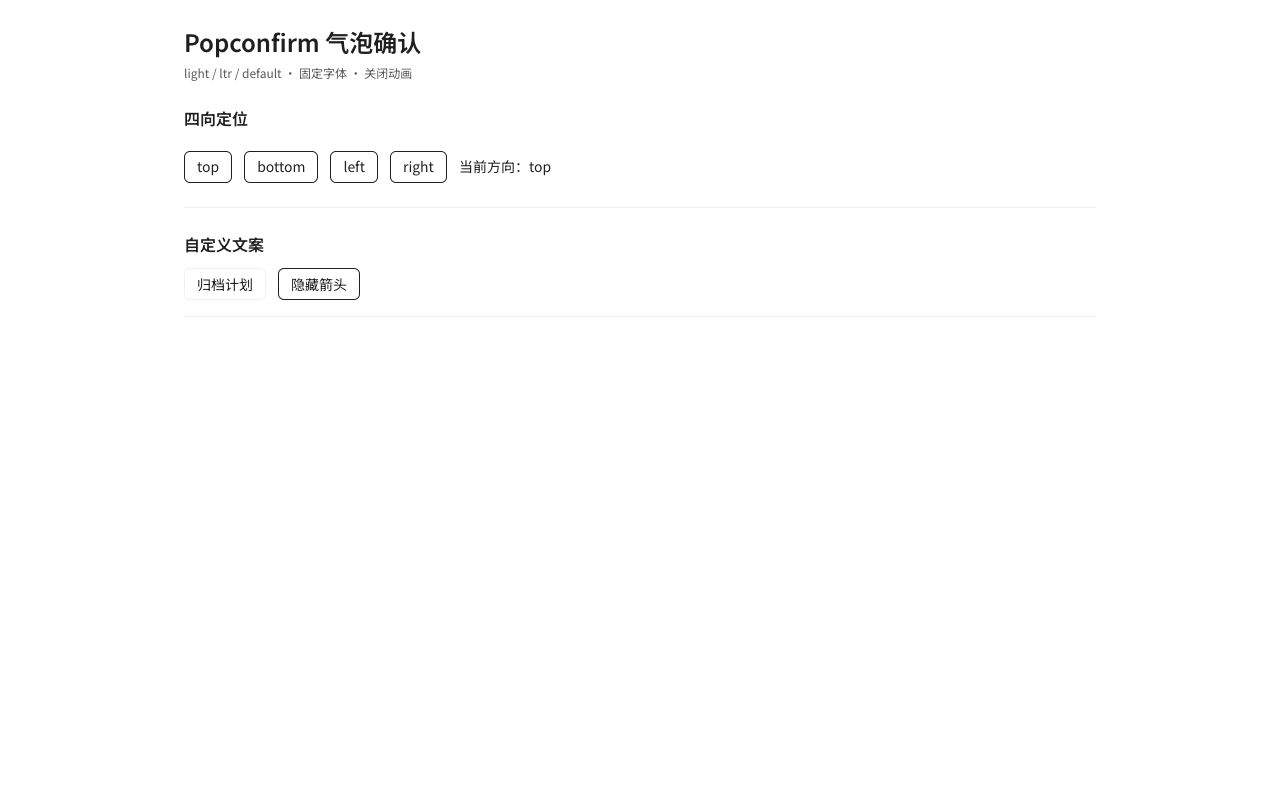 Popconfirm 气泡确认
light / ltr / default · 固定字体 · 关闭动画
四向定位
top bottom left right 当前方向：top
自定义文案
归档计划 隐藏箭头